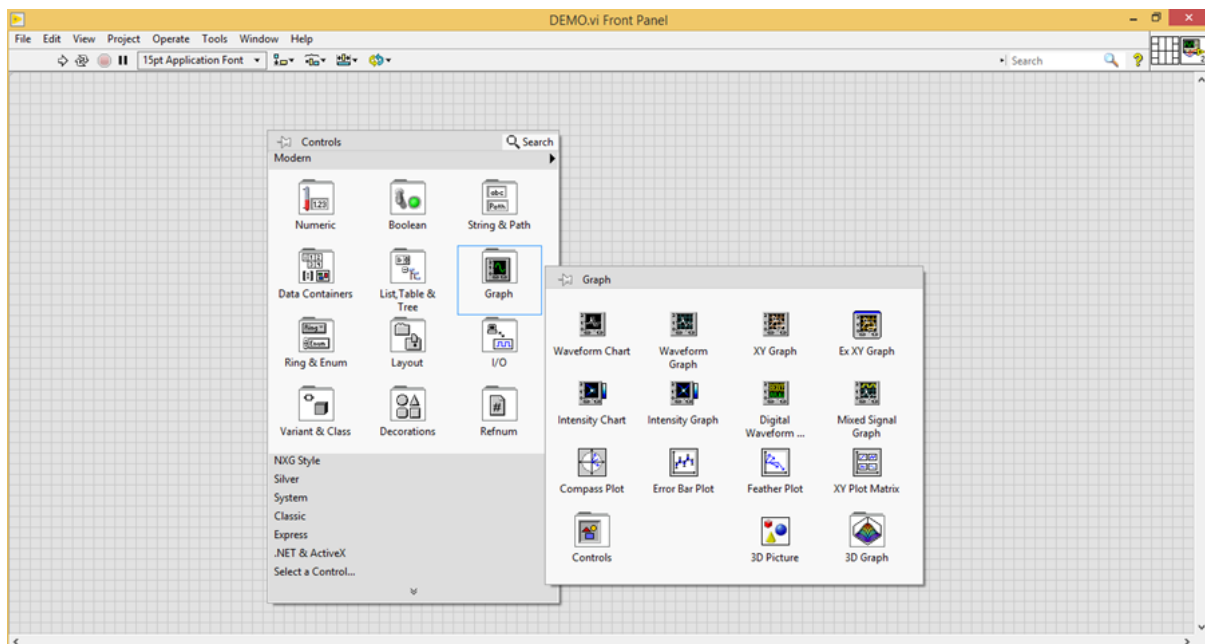 DEMO.vi Front Panel
File Edit View Project Operate Tools Window Help
15pt Application Font
Search
2
Controls
Search
Modern
Numeric
Boolean
String & Path
Data Containers
List, Table &
Tree
Graph
Ring & Enum
Layout
I/O
Variant & Class
Decorations
Refnum
NXG Style
Silver
System
Classic
Express
.NET & ActiveX
Select a Control...
Graph
Waveform Chart
Waveform
Graph
XY Graph
Ex XY Graph
Intensity Chart
Intensity Graph
Digital
Waveform ...
Mixed Signal
Graph
Compass Plot
Error Bar Plot
Feather Plot
XY Plot Matrix
Controls
3D Picture
3D Graph